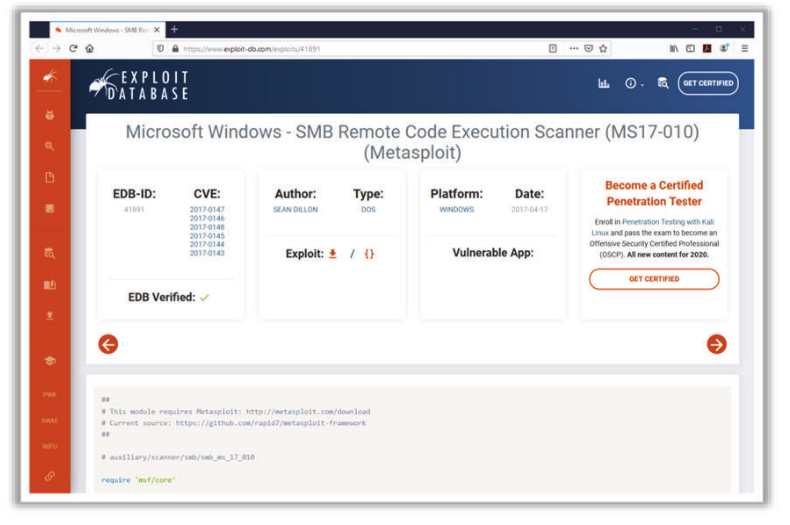 Microsoft Windows - SMB Rem
https://www.exploit-db.com/exploits/41891
EXPLOIT
DATABASE
GET CERTIFIED
Microsoft Windows - SMB Remote Code Execution Scanner (MS17-010)
(Metasploit)
EDB-ID:
41891
CVE:
2017-0147
2017-0146
2017-0148
2017-0145
2017-0144
2017-0143
EDB Verified:
Author:
SEAN DILLON
Type:
DOS
Exploit: / {}
Platform:
WINDOWS
Date:
2017-04-17
Vulnerable App:
Become a Certified
Penetration Tester
Enroll in Penetration Testing with Kali
Linux and pass the exam to become an
Offensive Security Certified Professional
(OSCP). All new content for 2020.
GET CERTIFIED
PWK
AWAE
WIFU
##
# This module requires Metasploit: http://metasploit.com/download
# Current source: https://github.com/rapid7/metasploit-framework
##
# auxiliary/scanner/smb/smb_ms_17_010
require 'msf/core'